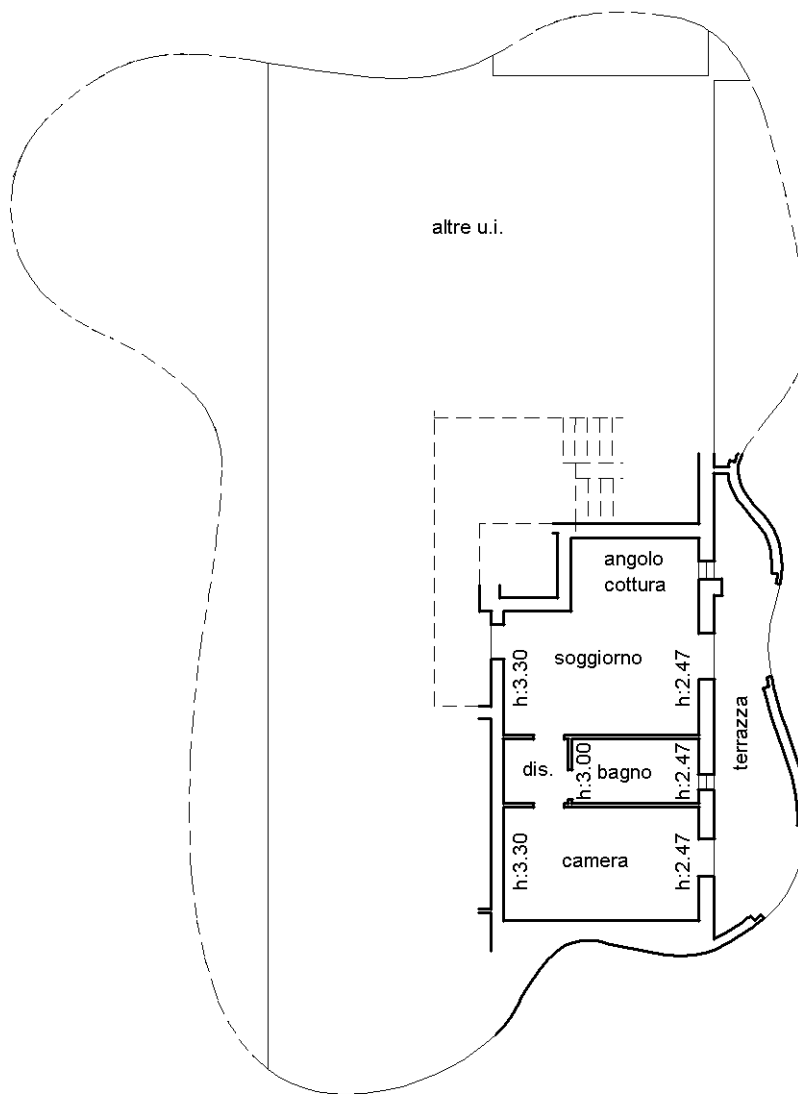 altre u.i.
angolo
cottura
soggiorno
h:3.30
h:2.47
terrazza
dis.
h:3.00
bagno
h:2.47
h:3.30
camera
h:2.47